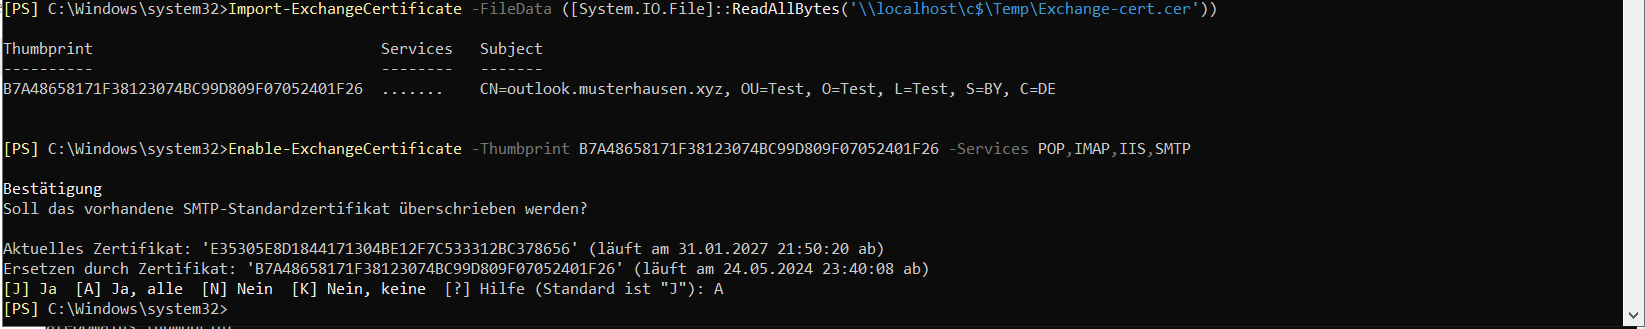 [PS] C:\Windows\system32>Import-ExchangeCertificate -FileData ([System.IO.File]::ReadAllBytes('\\localhost\c$\Temp\Exchange-cert.cer'))
Thumbprint Services Subject
---------- -------- -------
B7A48658171F38123074BC99D809F07052401F26 ....... CN=outlook.musterhausen.xyz, OU=Test, O=Test, L=Test, S=BY, C=DE
[PS] C:\Windows\system32>Enable-ExchangeCertificate -Thumbprint B7A48658171F38123074BC99D809F07052401F26 -Services POP,IMAP,IIS,SMTP
Bestätigung
Soll das vorhandene SMTP-Standardzertifikat überschrieben werden?
Aktuelles Zertifikat: 'E35305E8D1844171304BE12F7C533312BC378656' (läuft am 31.01.2027 21:50:20 ab)
Ersetzen durch Zertifikat: 'B7A48658171F38123074BC99D809F07052401F26' (läuft am 24.05.2024 23:40:08 ab)
[J] Ja [A] Ja, alle [N] Nein [K] Nein, keine [?] Hilfe (Standard ist "J"): A
[PS] C:\Windows\system32>